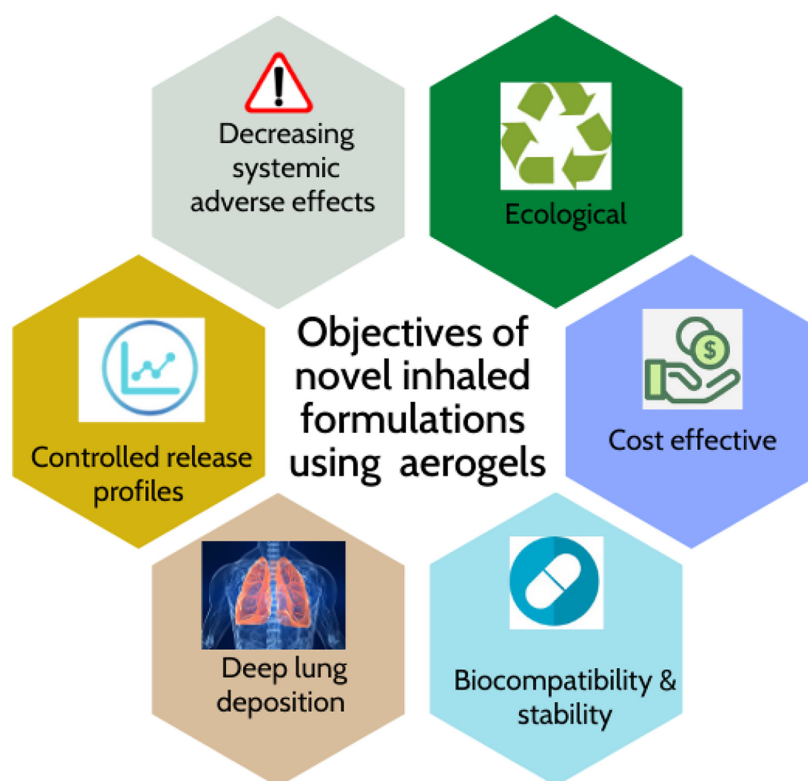 Decreasing
systemic
adverse effects
Ecological
Objectives of
novel inhaled
formulations
using aerogels
Controlled release
profiles
$
Cost effective
Deep lung
deposition
Biocompatibility &
stability